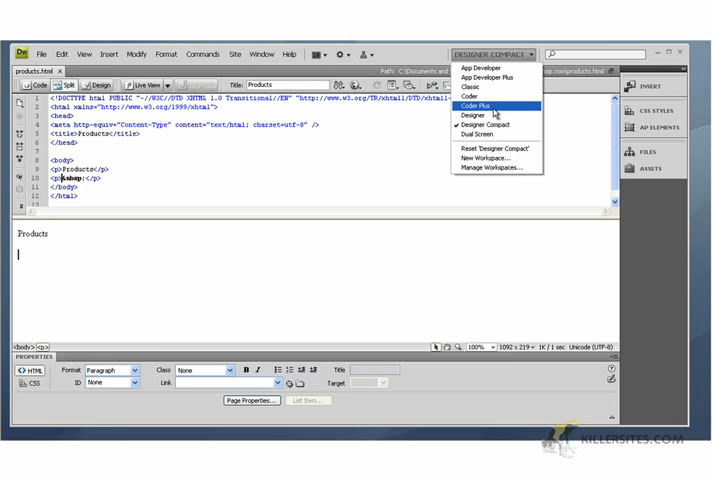 Dw File Edit View Insert Modify Format Commands Site Window Help DESIGNER COMPACT
products.html × Path: C:\Documents and hop.com\products.html
Code Split Design Live View Title: Products
1 <!DOCTYPE html PUBLIC "-//W3C//DTD XHTML 1.0 Transitional//EN" "http://www.w3.org/TR/xhtml1/DTD/xhtml1-
2 <html xmlns="http://www.w3.org/1999/xhtml">
3 <head>
4 <meta http-equiv="Content-Type" content="text/html; charset=utf-8" />
5 <title>Products</title>
6 </head>
7
8 <body>
9 <p>Products</p>
10 <p>&nbsp;</p>
11 </body>
12 </html>
13
App Developer
App Developer Plus
Classic
Coder
Coder Plus
Designer
Designer Compact
Dual Screen
Reset 'Designer Compact'
New Workspace...
Manage Workspaces...
INSERT
CSS STYLES
AP ELEMENTS
FILES
ASSETS
Products
<body> <p> 100% 1092 x 219 1K / 1 sec Unicode (UTF-8)
PROPERTIES
<> HTML Format Paragraph Class None B I Title
CSS ID None Link Target
Page Properties... List Item...
KILLERSITES.COM